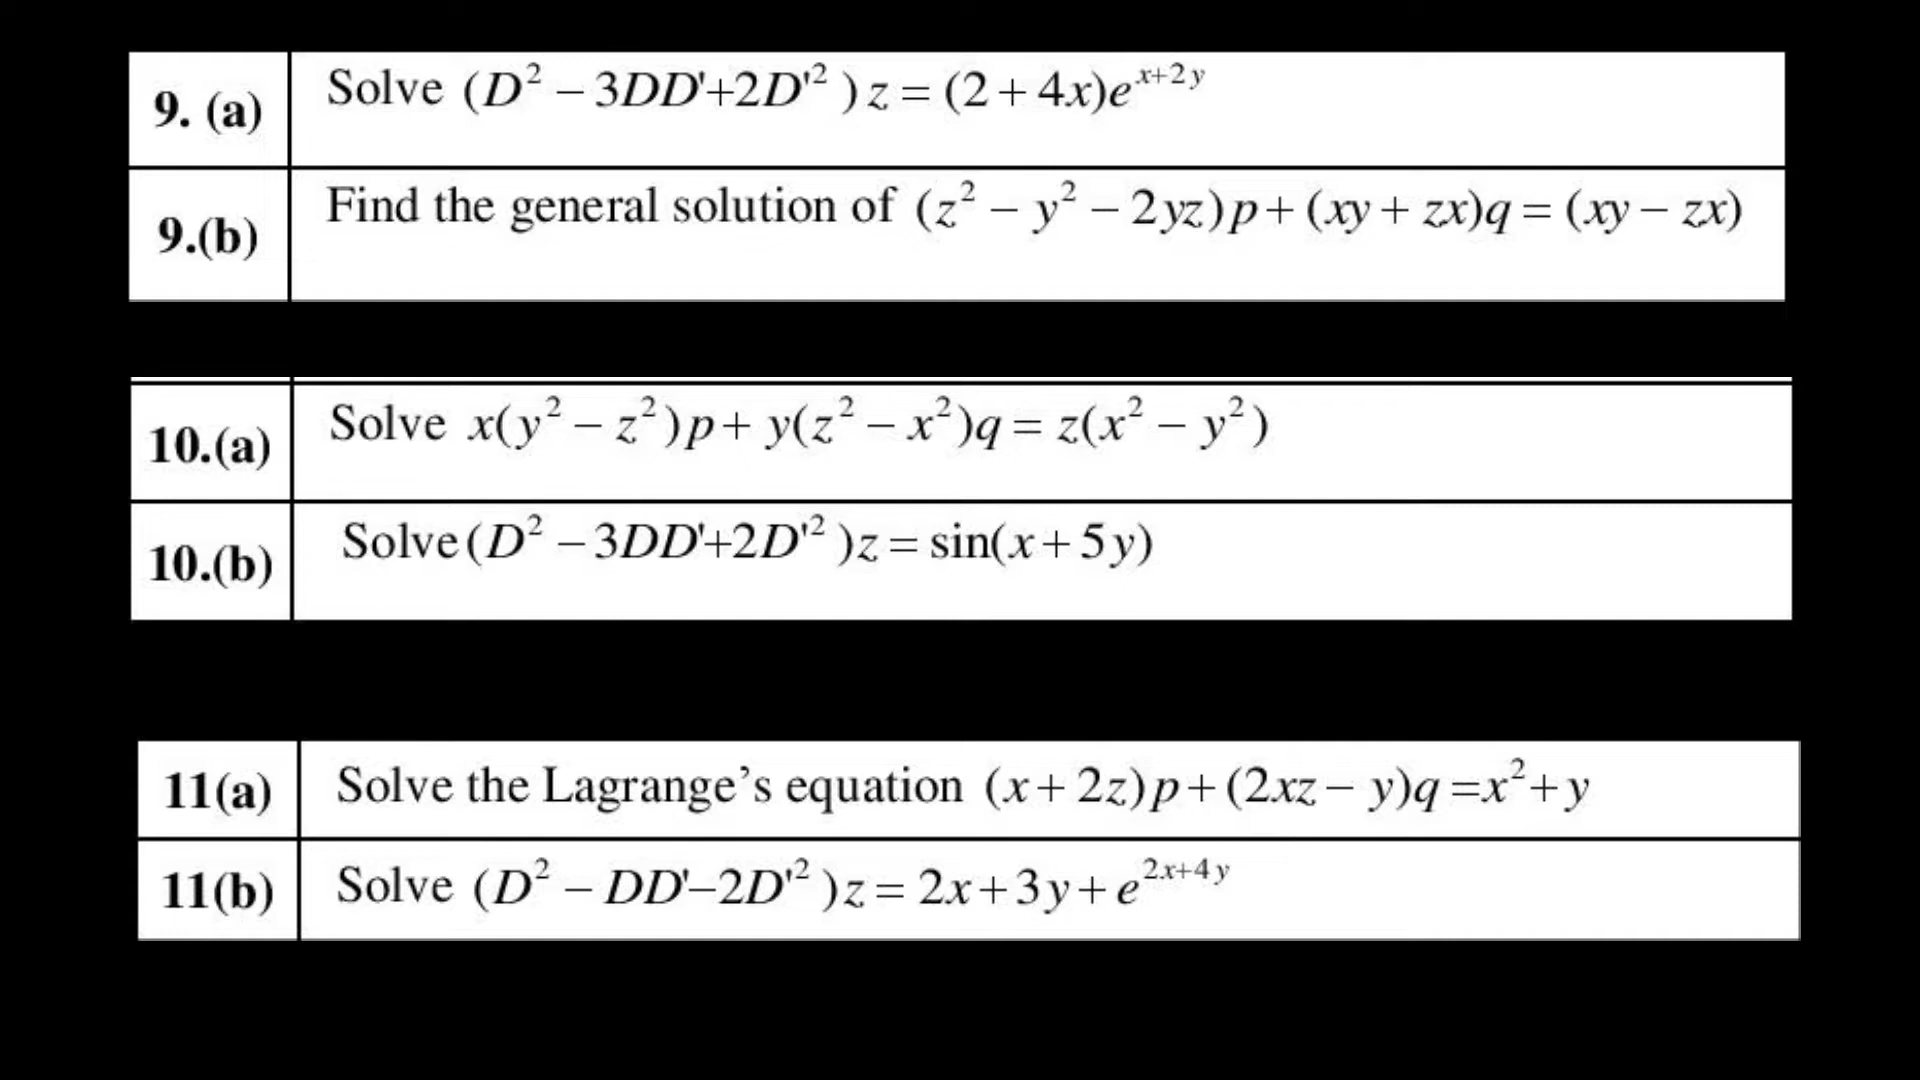 9. (a) Solve (D² – 3DD'+2D'²)z = (2+4x)e^{x+2y}
9.(b) Find the general solution of (z² – y² – 2yz)p + (xy + zx)q = (xy – zx)
10.(a) Solve x(y² – z²)p + y(z² – x²)q = z(x² – y²)
10.(b) Solve (D² – 3DD'+2D'²)z = sin(x+5y)
11(a) Solve the Lagrange’s equation (x+2z)p+(2xz – y)q =x²+y
11(b) Solve (D² – DD'–2D'²)z = 2x+3y+e^{2x+4y}